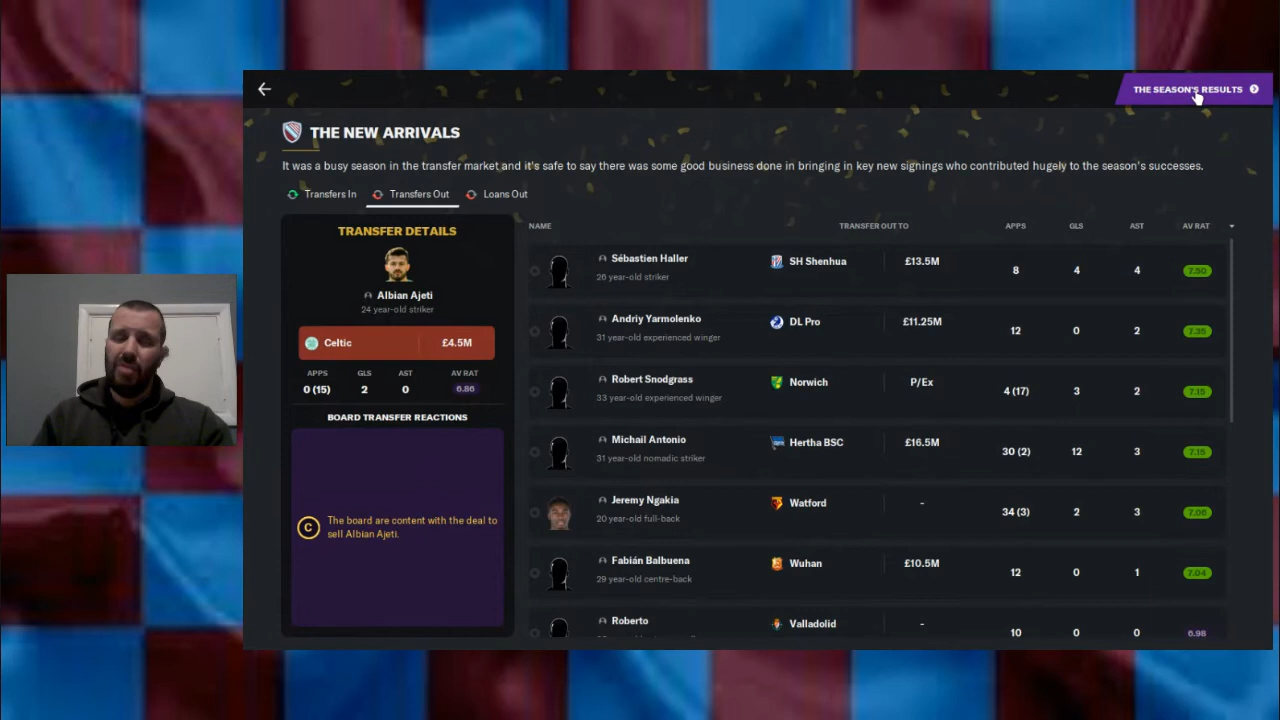 THE SEASON'S RESULTS
THE NEW ARRIVALS
It was a busy season in the transfer market and it's safe to say there was some good business done in bringing in key new signings who contributed hugely to the season's successes.
Transfers In Transfers Out Loans Out
TRANSFER DETAILS
Albian Ajeti
24 year-old striker
Celtic £4.5M
APPS GLS AST AV RAT
0 (15) 2 0 6.86
BOARD TRANSFER REACTIONS
C
The board are content with the deal to
sell Albian Ajeti.
NAME TRANSFER OUT TO APPS GLS AST AV RAT
Sébastien Haller SH Shenhua £13.5M 8 4 4 7.50
26 year-old striker
Andriy Yarmolenko DL Pro £11.25M 12 0 2 7.35
31 year-old experienced winger
Robert Snodgrass Norwich P/Ex 4 (17) 3 2 7.15
33 year-old experienced winger
Michail Antonio Hertha BSC £16.5M 30 (2) 12 3 7.15
31 year-old nomadic striker
Jeremy Ngakia Watford - 34 (3) 2 3 7.06
20 year-old full-back
Fabián Balbuena Wuhan £10.5M 12 0 1 7.04
29 year-old centre-back
Roberto Valladolid - 10 0 0 6.98